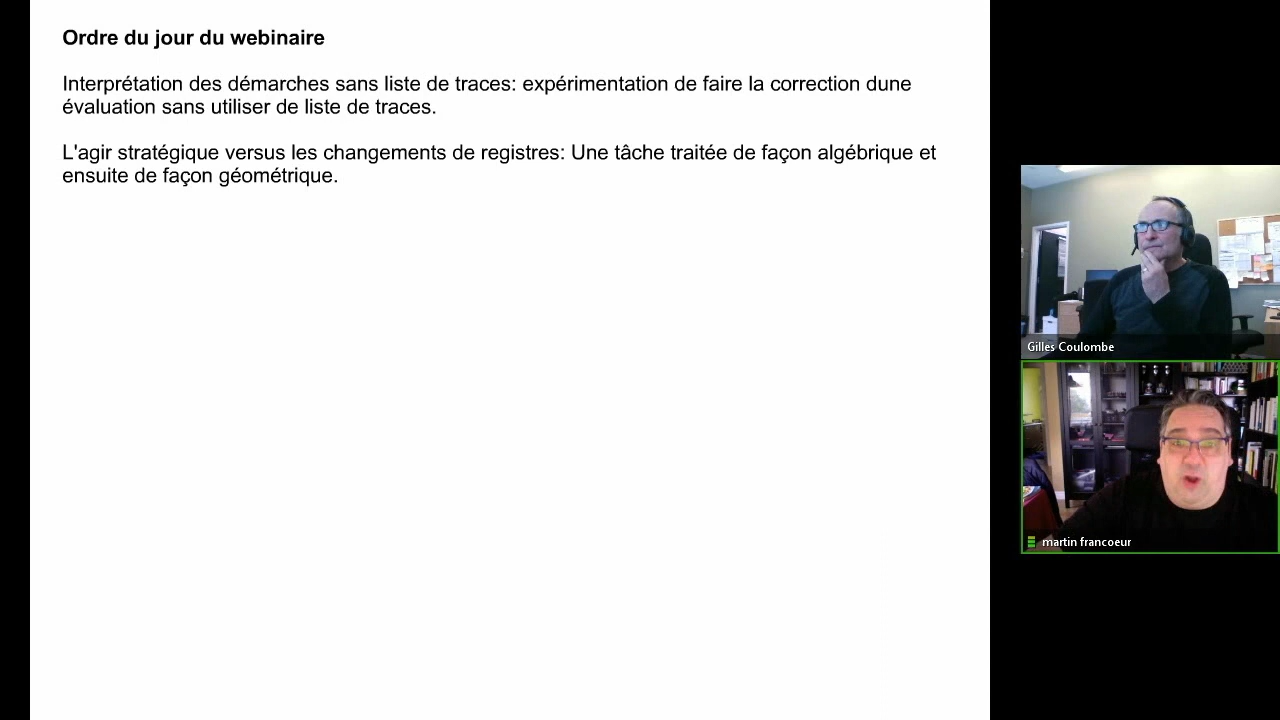 Ordre du jour du webinaire
Interprétation des démarches sans liste de traces: expérimentation de faire la correction dune
évaluation sans utiliser de liste de traces.
L'agir stratégique versus les changements de registres: Une tâche traitée de façon algébrique et
ensuite de façon géométrique.
Gilles Coulombe
martin francoeur